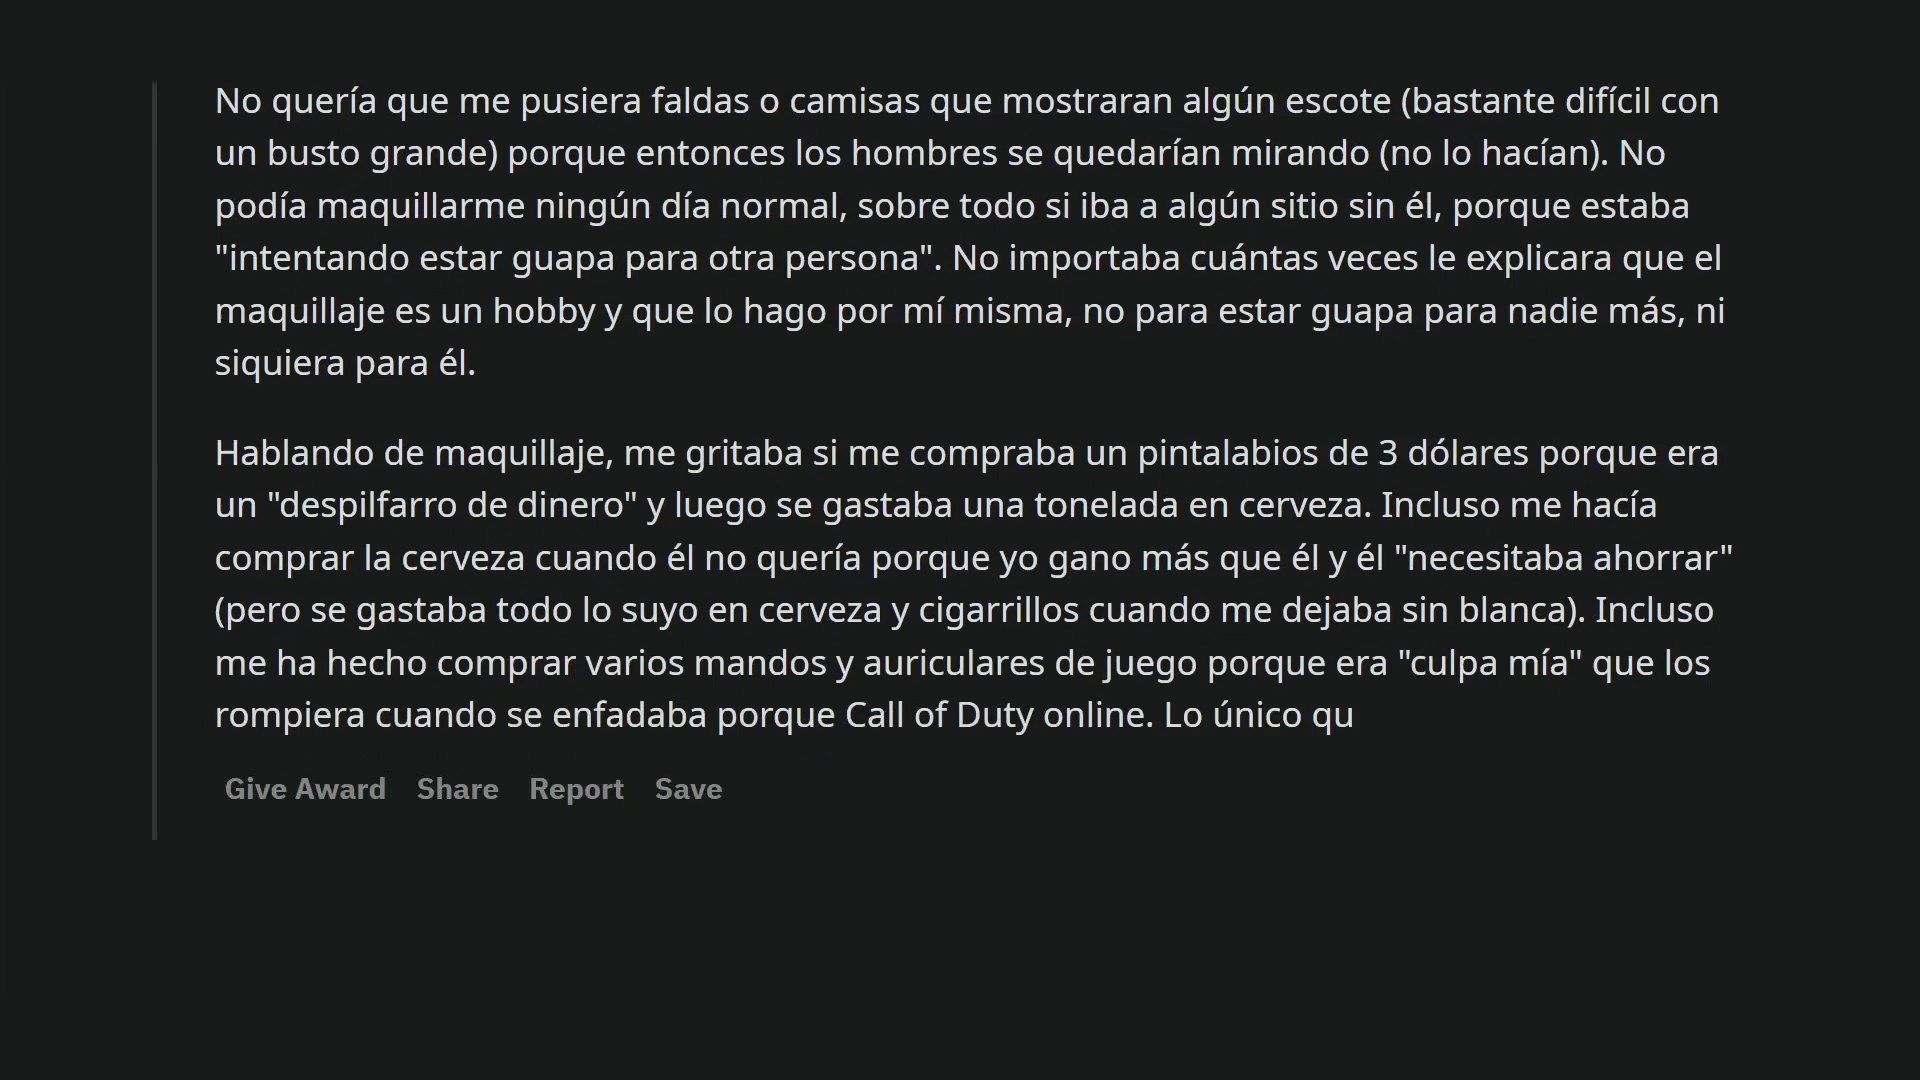 No quería que me pusiera faldas o camisas que mostraran algún escote (bastante difícil con
un busto grande) porque entonces los hombres se quedarían mirando (no lo hacían). No
podía maquillarme ningún día normal, sobre todo si iba a algún sitio sin él, porque estaba
"intentando estar guapa para otra persona". No importaba cuántas veces le explicara que el
maquillaje es un hobby y que lo hago por mí misma, no para estar guapa para nadie más, ni
siquiera para él.
Hablando de maquillaje, me gritaba si me compraba un pintalabios de 3 dólares porque era
un "despilfarro de dinero" y luego se gastaba una tonelada en cerveza. Incluso me hacía
comprar la cerveza cuando él no quería porque yo gano más que él y él "necesitaba ahorrar"
(pero se gastaba todo lo suyo en cerveza y cigarrillos cuando me dejaba sin blanca). Incluso
me ha hecho comprar varios mandos y auriculares de juego porque era "culpa mía" que los
rompiera cuando se enfadaba porque Call of Duty online. Lo único qu
Give Award Share Report Save